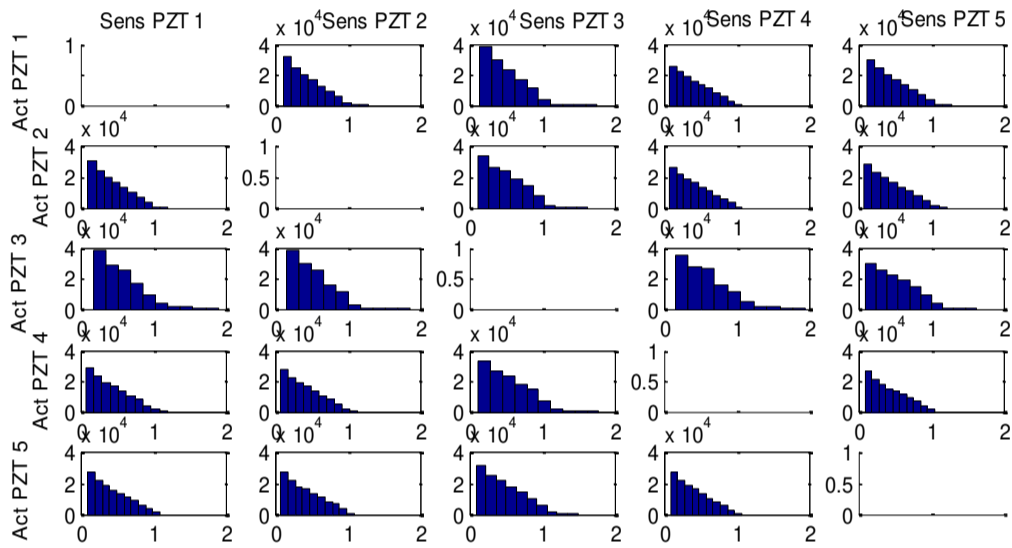 Sens PZT 1 x 10⁴ Sens PZT 2 x 10⁴ Sens PZT 3 x 10⁴ Sens PZT 4 x 10⁴ Sens PZT 5
Act PZT 1
1 4 4 4 4
2 2 2 2
0 0 0 0 0
0 1 2 0 1 2 0 1 2 0 1 2
x 10⁴ x 10⁴ x 10⁴ x 10⁴
Act PZT 2
4 1 4 4 4
2 0.5 2 2 2
0 0 0 0 0
0 1 2 0 1 2 0 1 2 0 1 2
x 10⁴ x 10⁴ x 10⁴ x 10⁴
Act PZT 3
4 4 1 4 4
2 2 0.5 2 2
0 0 0 0 0
0 1 2 0 1 2 0 1 2 0 1 2
x 10⁴ x 10⁴ x 10⁴ x 10⁴
Act PZT 4
4 4 4 1 4
2 2 2 0.5 2
0 0 0 0 0
0 1 2 0 1 2 0 1 2 0 1 2
x 10⁴ x 10⁴ x 10⁴ x 10⁴
Act PZT 5
4 4 4 4 1
2 2 2 2 0.5
0 0 0 0 0
0 1 2 0 1 2 0 1 2 0 1 2